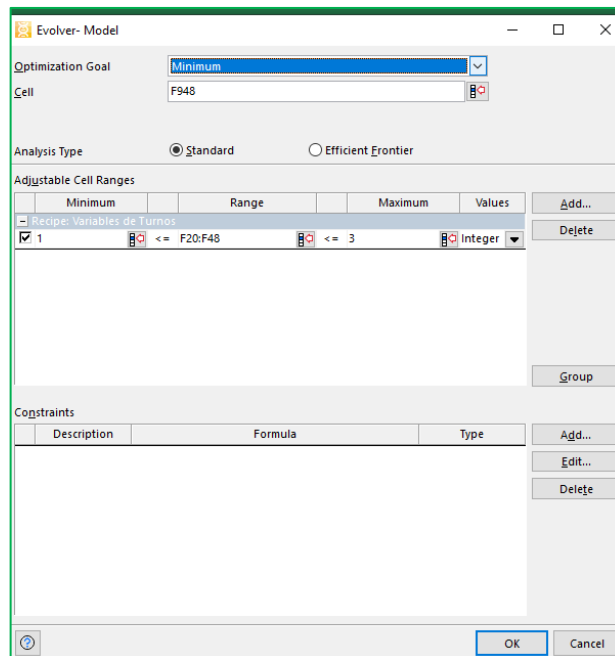 Evolver- Model
Optimization Goal Minimum
Cell F948
Analysis Type Standard Efficient Frontier
Adjustable Cell Ranges
Minimum Range Maximum Values Add...
Recipe: Variables de Turnos Delete
1 <= F20:F48 <= 3 Integer
Group
Constraints
Description Formula Type Add...
Edit...
Delete
? OK Cancel